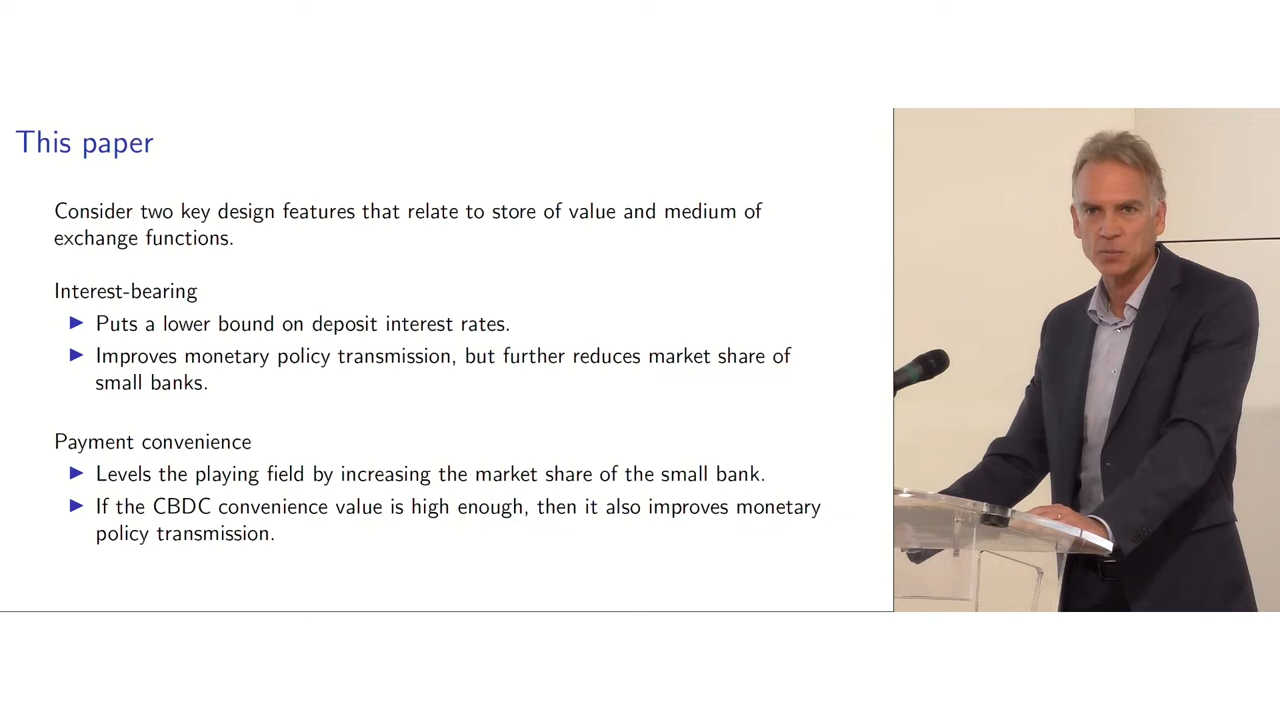 This paper
Consider two key design features that relate to store of value and medium of
exchange functions.
Interest-bearing
▶ Puts a lower bound on deposit interest rates.
▶ Improves monetary policy transmission, but further reduces market share of
small banks.
Payment convenience
▶ Levels the playing field by increasing the market share of the small bank.
▶ If the CBDC convenience value is high enough, then it also improves monetary
policy transmission.